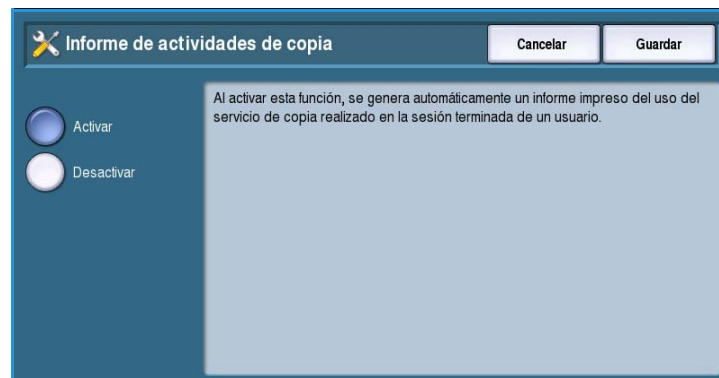 Informe de actividades de copia
Cancelar
Guardar
Activar
Desactivar
Al activar esta función, se genera automáticamente un informe impreso del uso del
servicio de copia realizado en la sesión terminada de un usuario.